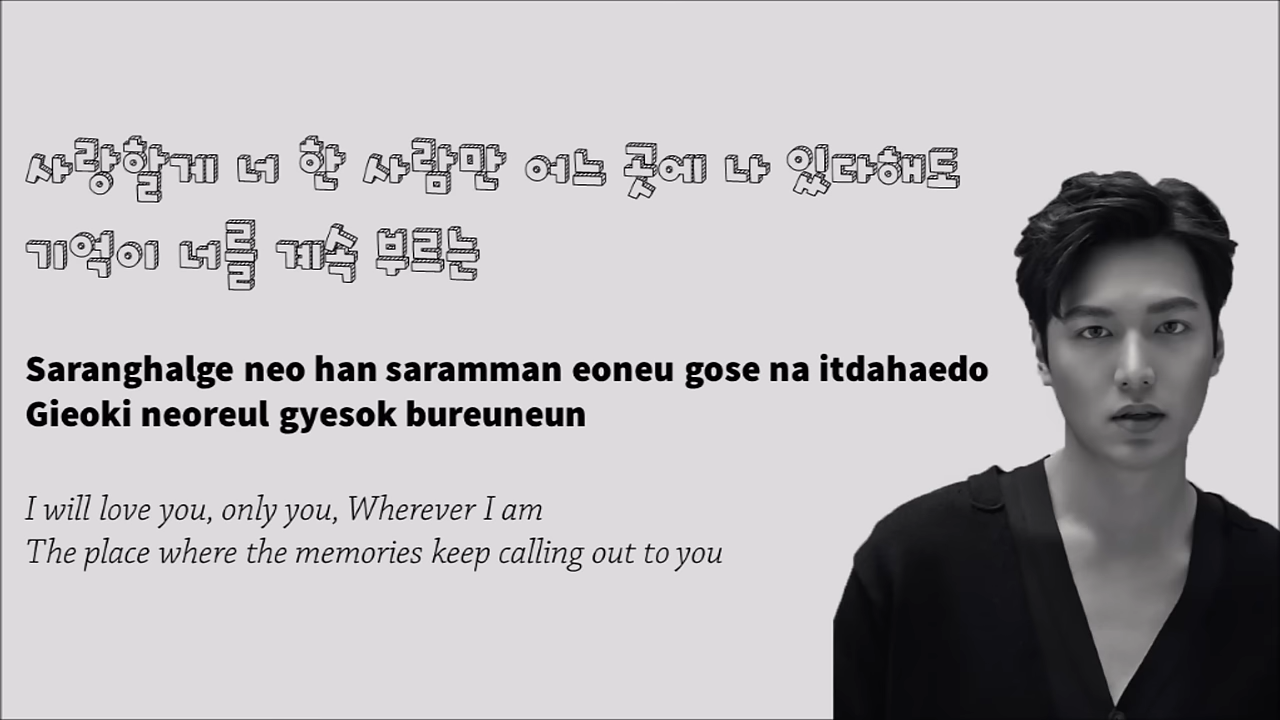 사랑할게 너 한 사람만 어느 곳에 나 있다해도
기억이 너를 계속 부르는
Saranghalge neo han saramman eoneu gose na itdahaedo
Gieoki neoreul gyesok bureuneun
I will love you, only you, Wherever I am
The place where the memories keep calling out to you